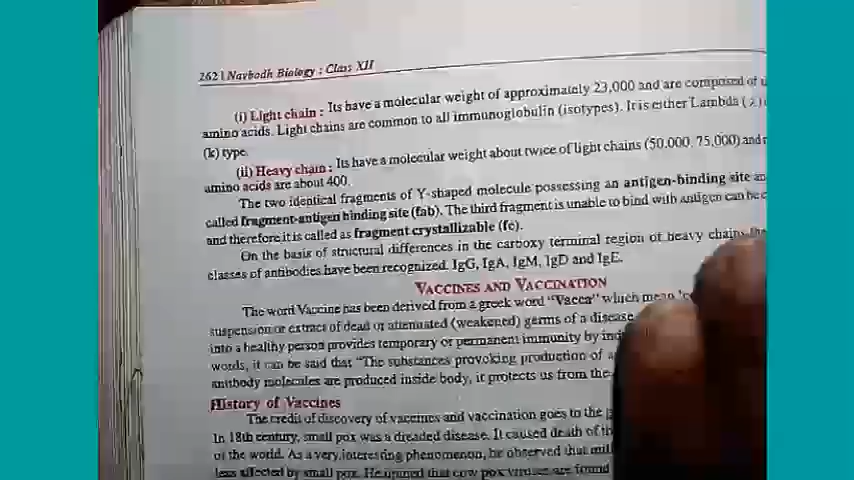 262 | Navbodh Biology : Class XII
(i) Light chain : Its have a molecular weight of approximately 23,000 and are composed of
amino acids. Light chains are common to all immunoglobulin (isotypes). It is either Lambda (λ)
(k) type.
(ii) Heavy chain : Its have a molecular weight about twice of light chains (50,000, 75,000) and
amino acids are about 400.
The two identical fragments of Y-shaped molecule possessing an antigen-binding site
called fragment-antigen binding site (fab). The third fragment is unable to bind with antigen can be
and therefore it is called as fragment crystallizable (fc).
On the basis of structural differences in the carboxy terminal region of heavy chain,
classes of antibodies have been recognized. IgG, IgA, IgM, IgD and IgE.
VACCINES AND VACCINATION
The word Vaccine has been derived from a greek word "Vacca" which mean
suspension or extract of dead or attenuated (weakened) germs of a disease
into a healthy person provides temporary or permanent immunity by
words, it can be said that "The substances provoking production of
antibody molecules are produced inside body, it protects us from the
History of Vaccines
The credit of discovery of vaccines and vaccination goes to the
In 18th century, small pox was a dreaded disease. It caused death of
of the world. As a very interesting phenomenon, he observed that
less affected by small pox. He opined that cow pox viruses are found